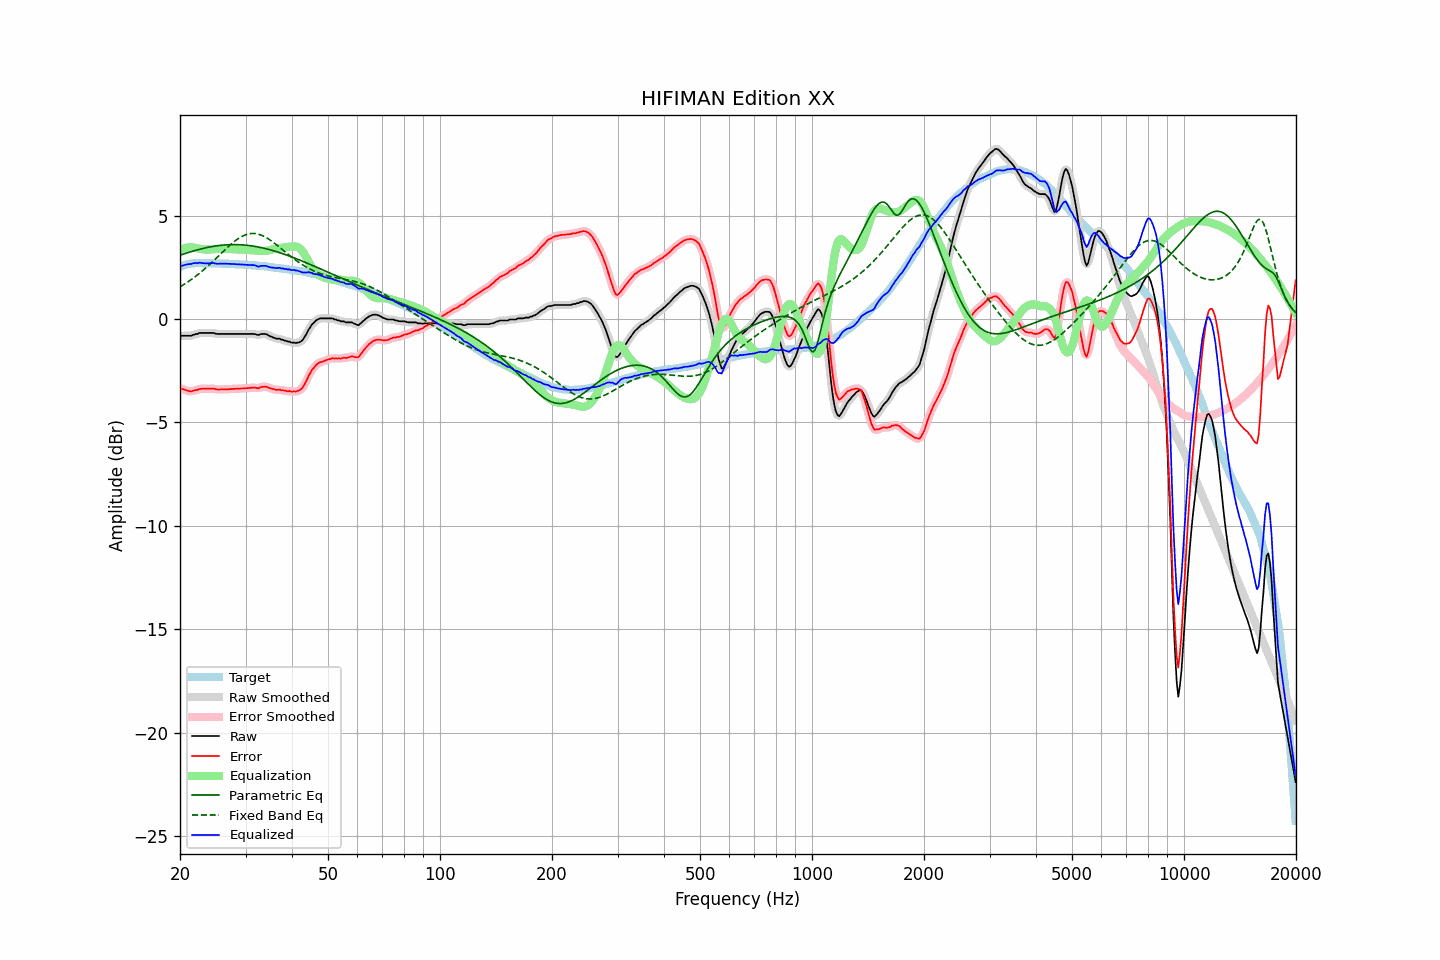 HIFIMAN Edition XX
Amplitude (dBr)
5
0
−5
−10
−15
−20
−25
Target
Raw Smoothed
Error Smoothed
Raw
Error
Equalization
Parametric Eq
Fixed Band Eq
Equalized
20 50 100 200 500 1000 2000 5000 10000 20000
Frequency (Hz)